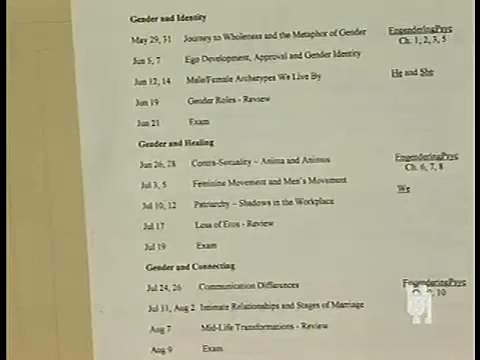 Gender and Identity
May 29, 31 Journey to Wholeness and the Metaphor of Gender EngenderingPsyc
Ch. 1, 2, 3, 5
Jun 5, 7 Ego Development, Approval and Gender Identity
Jun 12, 14 Male/Female Archetypes We Live By He and She
Jun 19 Gender Roles - Review
Jun 21 Exam
Gender and Healing
Jun 26, 28 Contra-Sexuality – Anima and Animus EngenderingPsyc
Ch. 6, 7, 8
Jul 3, 5 Feminine Movement and Men's Movement We
Jul 10, 12 Patriarchy – Shadows in the Workplace
Jul 17 Loss of Eros - Review
Jul 19 Exam
Gender and Connecting
Jul 24, 26 Communication Differences EngenderingPsyc
10
Jul 31, Aug 2 Intimate Relationships and Stages of Marriage
Aug 7 Mid-Life Transformations - Review
Aug 9 Exam